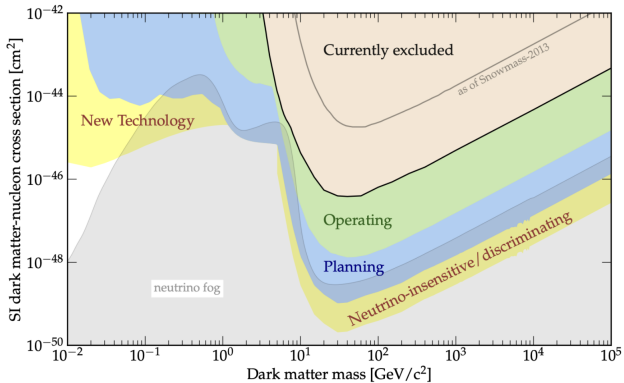 10⁻⁴²
10⁻⁴⁴
10⁻⁴⁶
10⁻⁴⁸
10⁻⁵⁰
SI dark matter-nucleon cross section [cm²]
Currently excluded
as of Snowmass-2013
New Technology
Operating
Planning
Neutrino-insensitive/discriminating
neutrino fog
10⁻² 10⁻¹ 10⁰ 10¹ 10² 10³ 10⁴ 10⁵
Dark matter mass [GeV/c²]